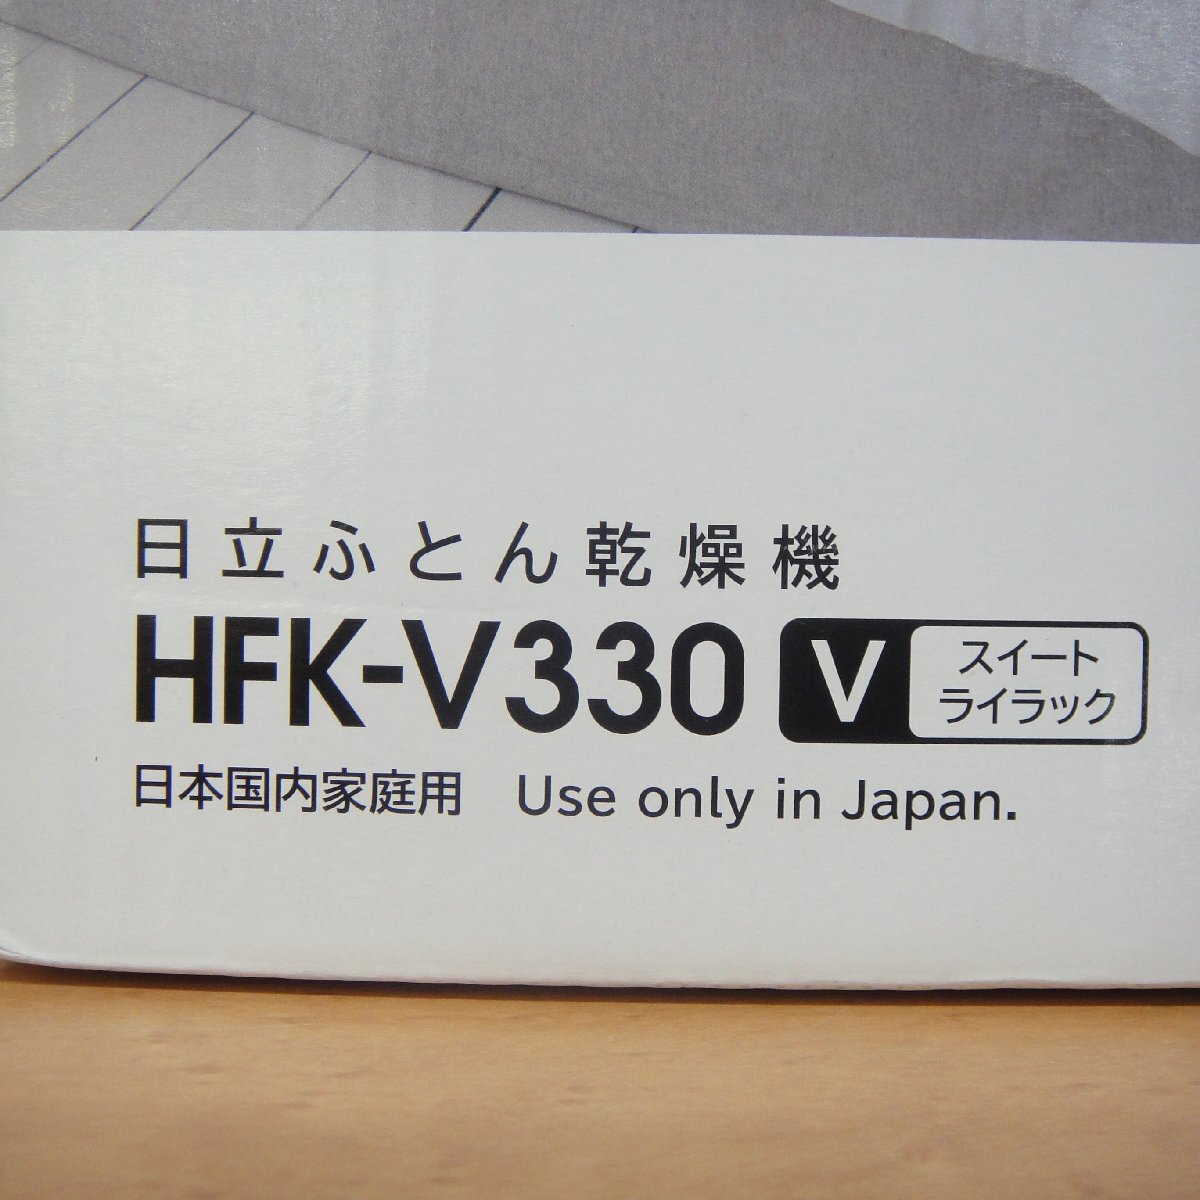 日立ふとん乾燥機
HFK-V330 V スイート
ライラック
日本国内家庭用 Use only in Japan.